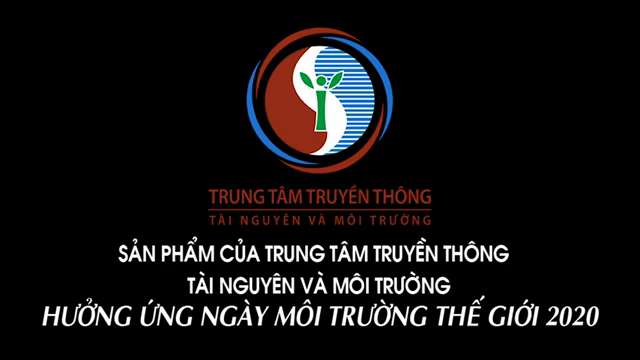 TRUNG TÂM TRUYỀN THÔNG
TÀI NGUYÊN VÀ MÔI TRƯỜNG
SẢN PHẨM CỦA TRUNG TÂM TRUYỀN THÔNG
TÀI NGUYÊN VÀ MÔI TRƯỜNG
HƯỞNG ỨNG NGÀY MÔI TRƯỜNG THẾ GIỚI 2020